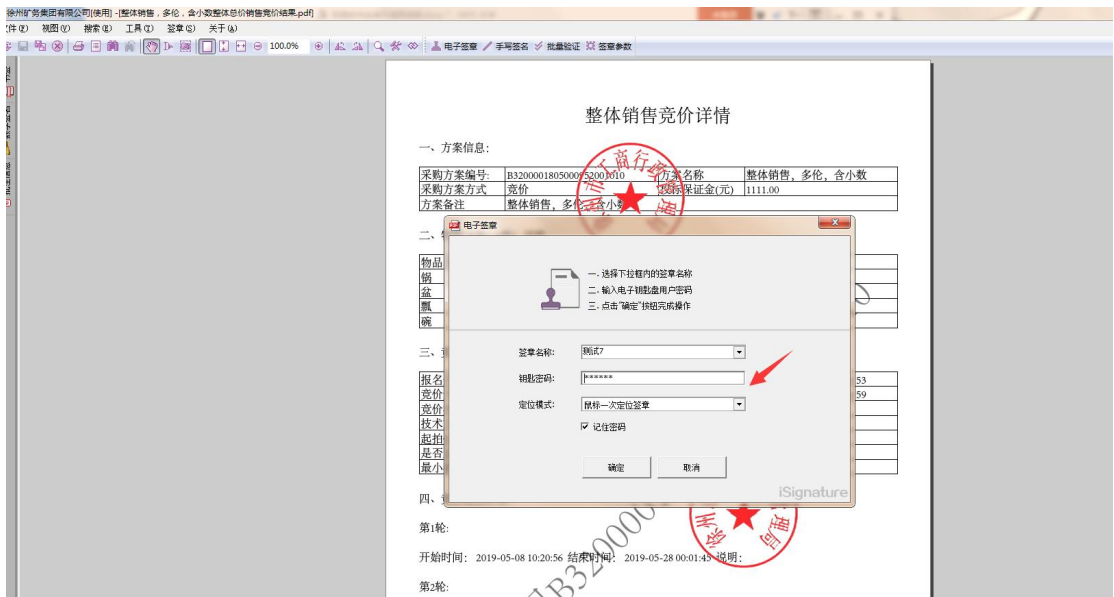 徐州矿务集团有限公司[使用] -[整体销售，多伦，含小数整体总价销售竞价结果.pdf]
视图(V) 搜索(R) 工具(T) 签章(S) 关于(A)
100.0% 电子签章 手写签名 批量验证 签章参数
整体销售竞价详情
一、方案信息:
采购方案编号: 方案名称 整体销售，多伦，含小数
采购方案方式 竞价 保证金(元) 1111.00
方案备注 整体销售，多伦，含小数
二、
电子签章
物品
锅
盆
瓢
碗
一. 选择下拉框内的签章名称
二. 输入电子钥匙盘用户密码
三. 点击"确定"按钮完成操作
三、
签章名称: 测试7
钥匙密码: ******
定位模式: 鼠标一次定位签章
记住密码
确定 取消
iSignature
报名 53
竞价 59
竞价
技术
起拍
是否
最小
四、
第1轮:
开始时间: 2019-05-08 10:20:56 结束时间: 2019-05-28 00:01:45 说明:
第2轮: